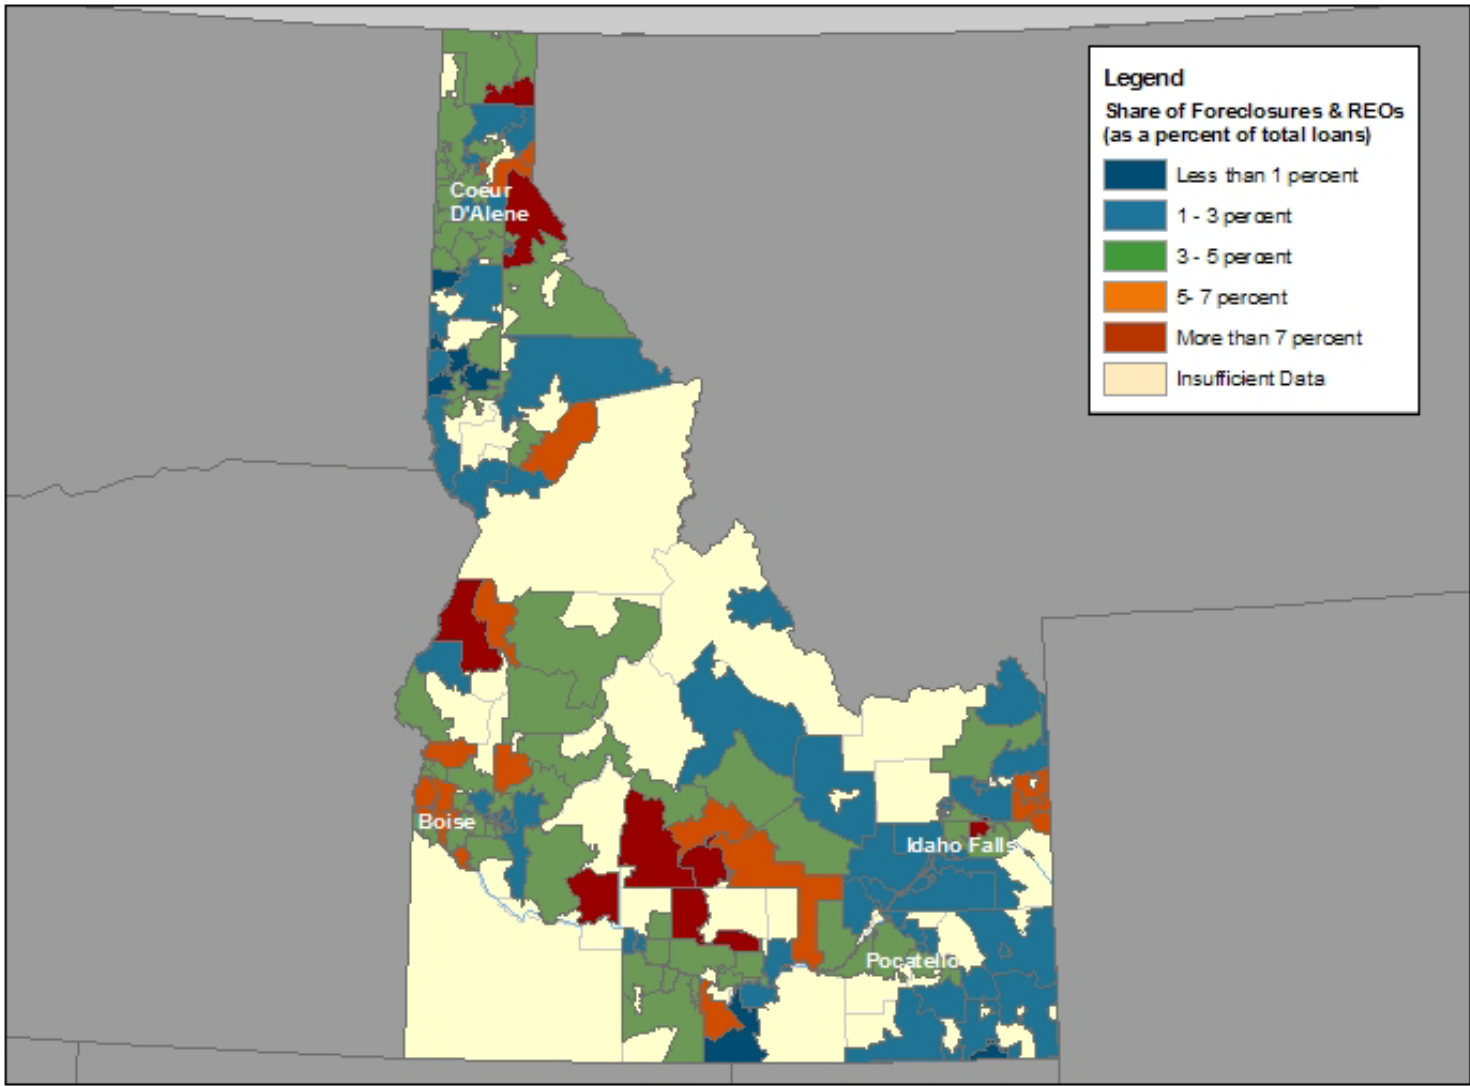 Legend
Share of Foreclosures & REOs
(as a percent of total loans)
Less than 1 percent
1 - 3 percent
3 - 5 percent
5- 7 percent
More than 7 percent
Insufficient Data
Coeur
D'Alene
Boise
Idaho Falls
Pocatello